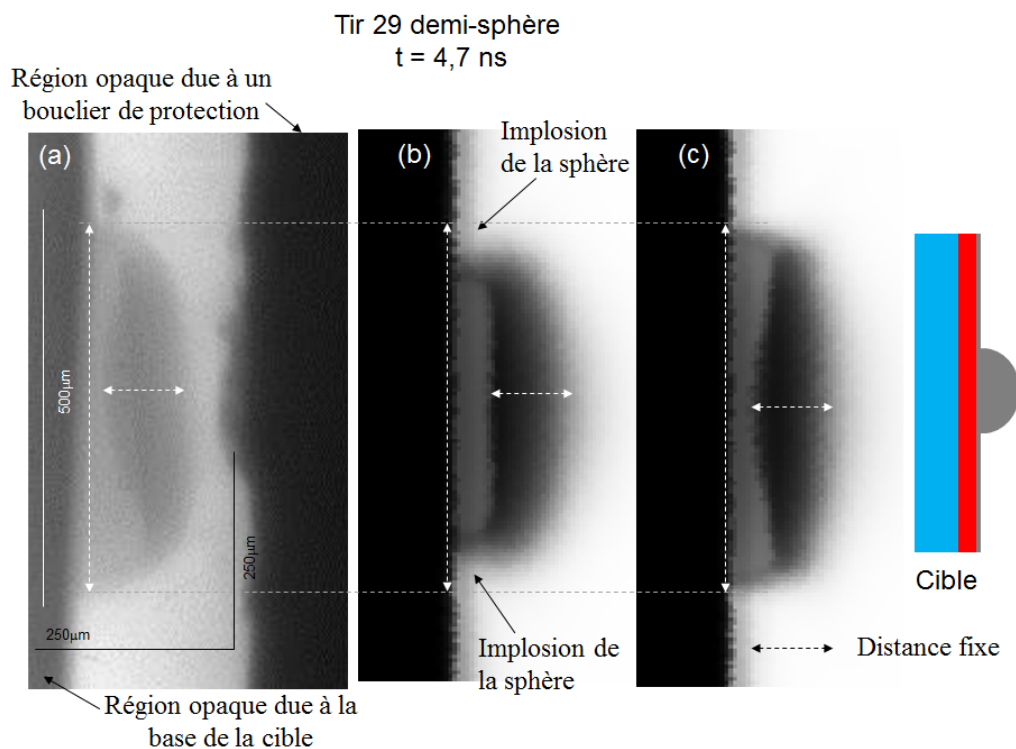 Tir 29 demi-sphère
t = 4,7 ns
Région opaque due à un
bouclier de protection
Implosion
de la sphère
(a)
(b)
(c)
500µm
250µm
250µm
Cible
Implosion de
la sphère
Distance fixe
Région opaque due à la
base de la cible